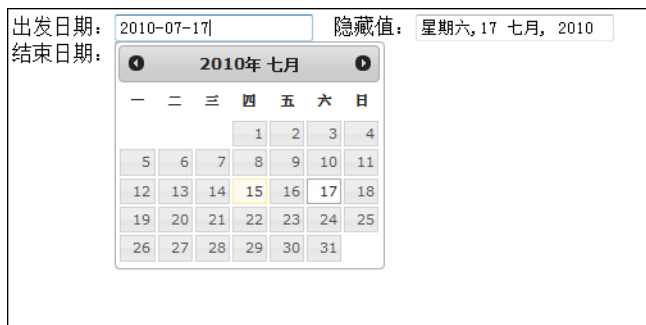 出发日期: 2010-07-17 隐藏值: 星期六,17 七月, 2010
结束日期:
2010年 七月
一 二 三 四 五 六 日
1 2 3 4
5 6 7 8 9 10 11
12 13 14 15 16 17 18
19 20 21 22 23 24 25
26 27 28 29 30 31